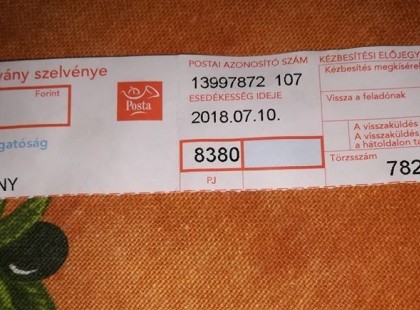 vány szelvénye
Forint
gatóság
NY
Posta
POSTAI AZONOSÍTÓ SZÁM
13997872 107
ESEDÉKESSÉG IDEJE
2018.07.10.
8380
PJ
KÉZBESÍTÉSI ELŐJEGY
Kézbesítés megkísérel
Vissza a feladónak
A visszaküldés
A visszaküldés
a hátoldalon ta
Törzsszám
782